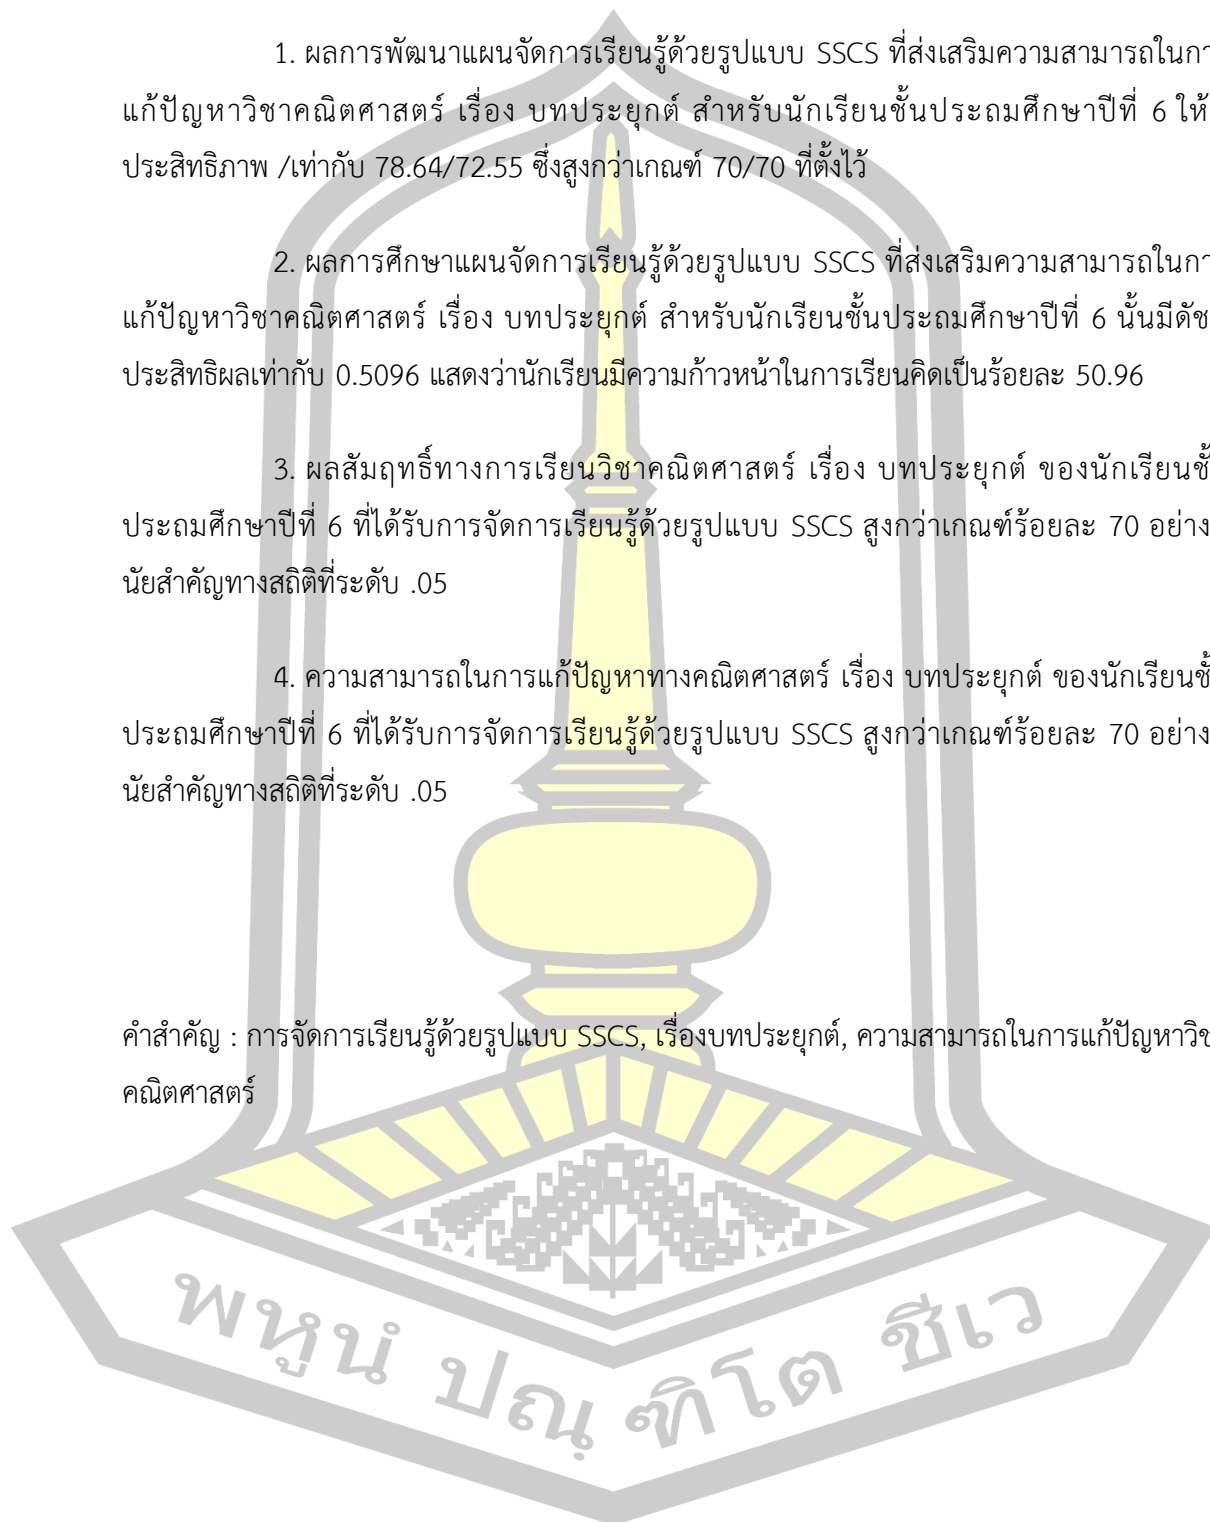 1. ผลการพัฒนาแผนจัดการเรียนรู้ด้วยรูปแบบ SSCS ที่ส่งเสริมความสามารถในกา
แก้ปัญหาวิชาคณิตศาสตร์ เรื่อง บทประยุกต์ สำหรับนักเรียนชั้นประถมศึกษาปีที่ 6 ให้
ประสิทธิภาพ /เท่ากับ 78.64/72.55 ซึ่งสูงกว่าเกณฑ์ 70/70 ที่ตั้งไว้
2. ผลการศึกษาแผนจัดการเรียนรู้ด้วยรูปแบบ SSCS ที่ส่งเสริมความสามารถในกา
แก้ปัญหาวิชาคณิตศาสตร์ เรื่อง บทประยุกต์ สำหรับนักเรียนชั้นประถมศึกษาปีที่ 6 นั้นมีดัช
ประสิทธิผลเท่ากับ 0.5096 แสดงว่านักเรียนมีความก้าวหน้าในการเรียนคิดเป็นร้อยละ 50.96
3. ผลสัมฤทธิ์ทางการเรียนวิชาคณิตศาสตร์ เรื่อง บทประยุกต์ ของนักเรียนชั้
ประถมศึกษาปีที่ 6 ที่ได้รับการจัดการเรียนรู้ด้วยรูปแบบ SSCS สูงกว่าเกณฑ์ร้อยละ 70 อย่าง
นัยสำคัญทางสถิติที่ระดับ .05
4. ความสามารถในการแก้ปัญหาทางคณิตศาสตร์ เรื่อง บทประยุกต์ ของนักเรียนชั้
ประถมศึกษาปีที่ 6 ที่ได้รับการจัดการเรียนรู้ด้วยรูปแบบ SSCS สูงกว่าเกณฑ์ร้อยละ 70 อย่าง
นัยสำคัญทางสถิติที่ระดับ .05
คำสำคัญ : การจัดการเรียนรู้ด้วยรูปแบบ SSCS, เรื่องบทประยุกต์, ความสามารถในการแก้ปัญหาวิช
คณิตศาสตร์
พหูนํ ปณฺฑิโต ชีเว